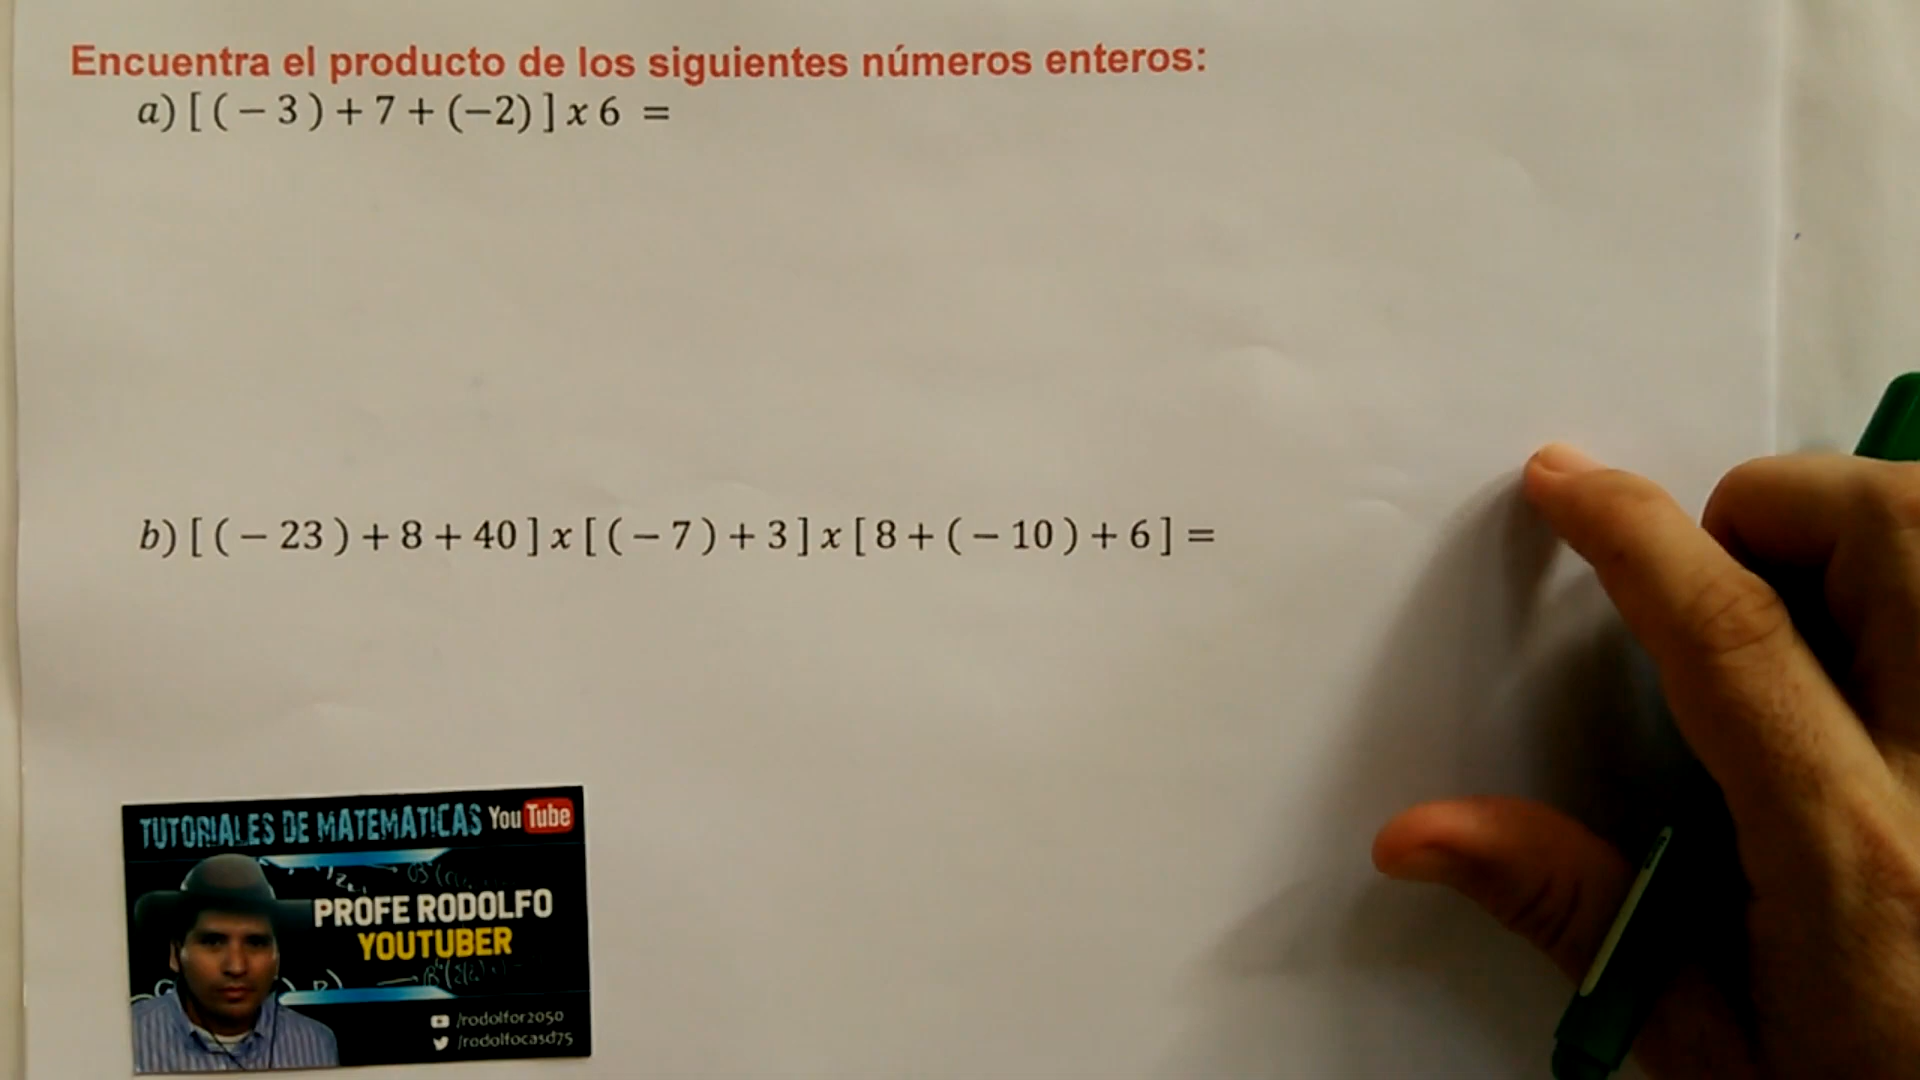 Encuentra el producto de los siguientes números enteros:
a) [ ( − 3 ) + 7 + (−2) ] x 6 =
b) [ ( − 23 ) + 8 + 40 ] x [ ( − 7 ) + 3 ] x [ 8 + ( − 10 ) + 6 ] =
TUTORIALES DE MATEMATICAS YouTube
PROFE RODOLFO
YOUTUBER
/rodolfor2050
/rodolfocasd75